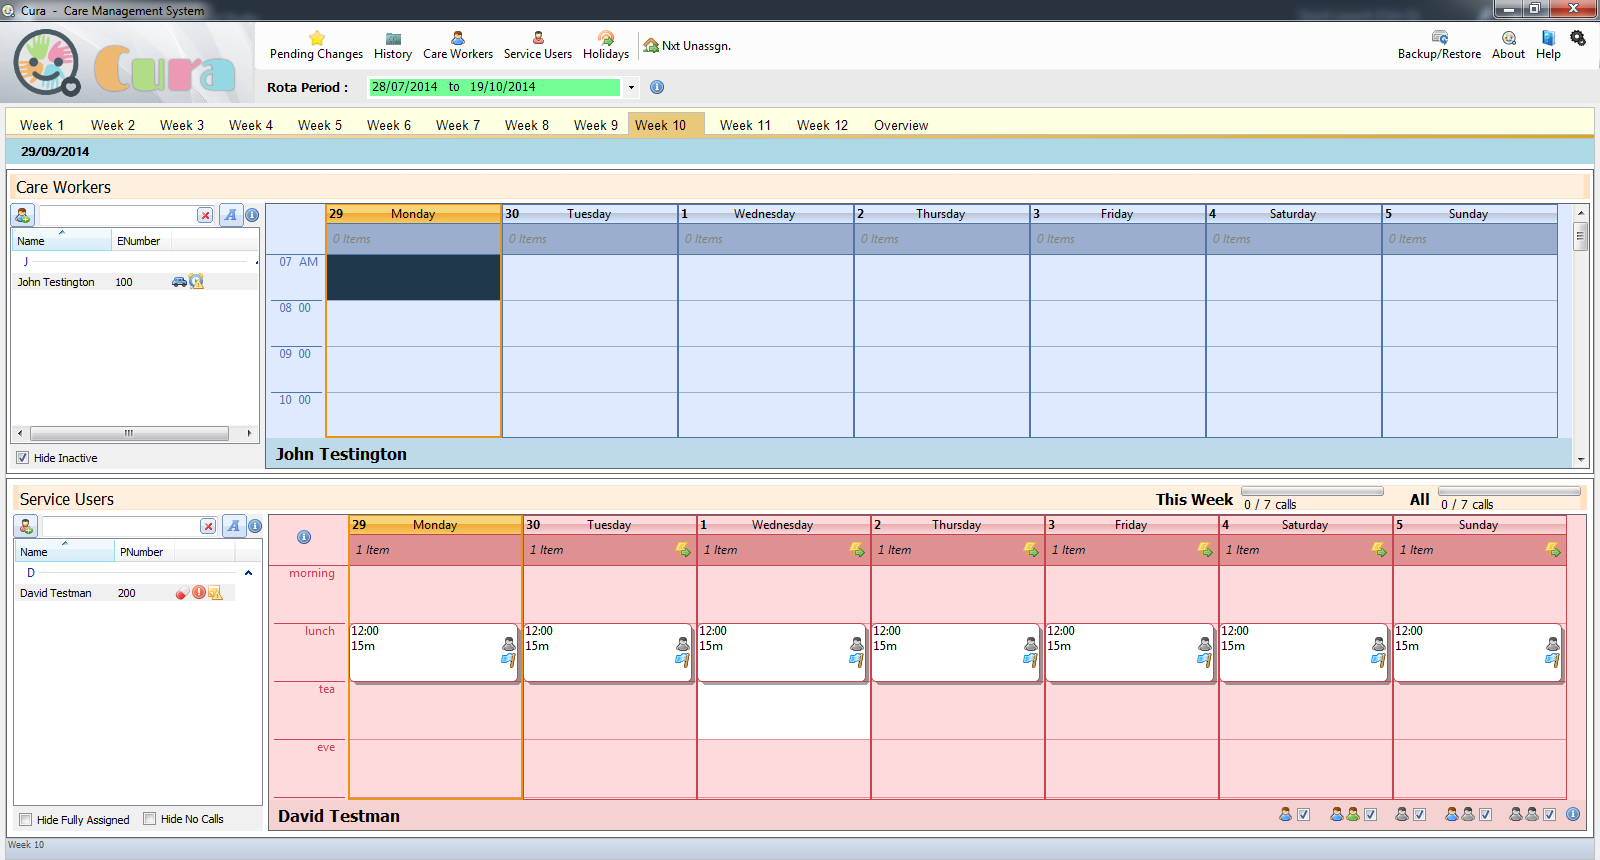 Cura - Care Management System
Cura
Pending Changes History Care Workers Service Users Holidays Nxt Unassgn. Backup/Restore About Help
Rota Period : 28/07/2014 to 19/10/2014
Week 1 Week 2 Week 3 Week 4 Week 5 Week 6 Week 7 Week 8 Week 9 Week 10 Week 11 Week 12 Overview
29/09/2014
Care Workers
A
Name ENumber
J
John Testington 100
Hide Inactive
29 Monday 30 Tuesday 1 Wednesday 2 Thursday 3 Friday 4 Saturday 5 Sunday
0 Items 0 Items 0 Items 0 Items 0 Items 0 Items 0 Items
07 AM
08 00
09 00
10 00
John Testington
Service Users
This Week 0 / 7 calls All 0 / 7 calls
A
Name PNumber
D
David Testman 200
Hide Fully Assigned Hide No Calls
29 Monday 30 Tuesday 1 Wednesday 2 Thursday 3 Friday 4 Saturday 5 Sunday
1 Item 1 Item 1 Item 1 Item 1 Item 1 Item 1 Item
morning
lunch
12:00 12:00 12:00 12:00 12:00 12:00 12:00
15m 15m 15m 15m 15m 15m 15m
tea
eve
David Testman
Week 10